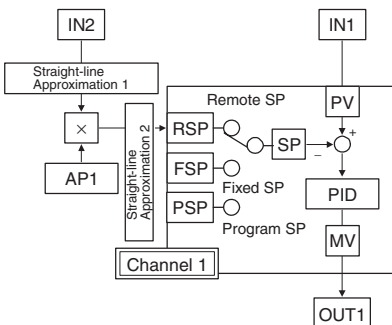 IN2
IN1
Straight-line
Approximation 1
×
AP1
Straight-line
Approximation 2
Remote SP
RSP
PV
+
SP
−
FSP
Fixed SP
PID
PSP
Program SP
MV
Channel 1
OUT1